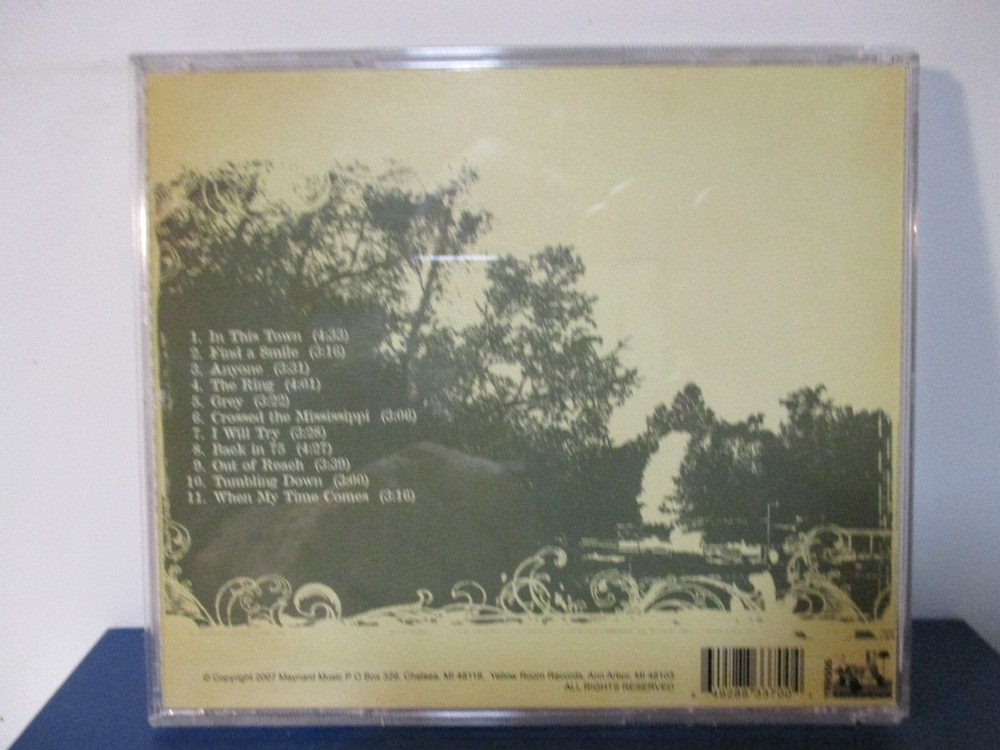 1. In This Town (4:33)
2. Find a Smile (3:16)
3. Anyone (3:31)
4. The Ring (4:01)
5. Grey (3:22)
6. Crossed the Mississippi (3:06)
7. I Will Try (3:28)
8. Back in 75 (4:27)
9. Out of Reach (3:39)
10. Tumbling Down (3:00)
11. When My Time Comes (3:16)
© Copyright 2007 Maynard Music P O Box 329, Chelsea, MI 48118, Yellow Room Records, Ann Arbor, MI 48103
ALL RIGHTS RESERVED